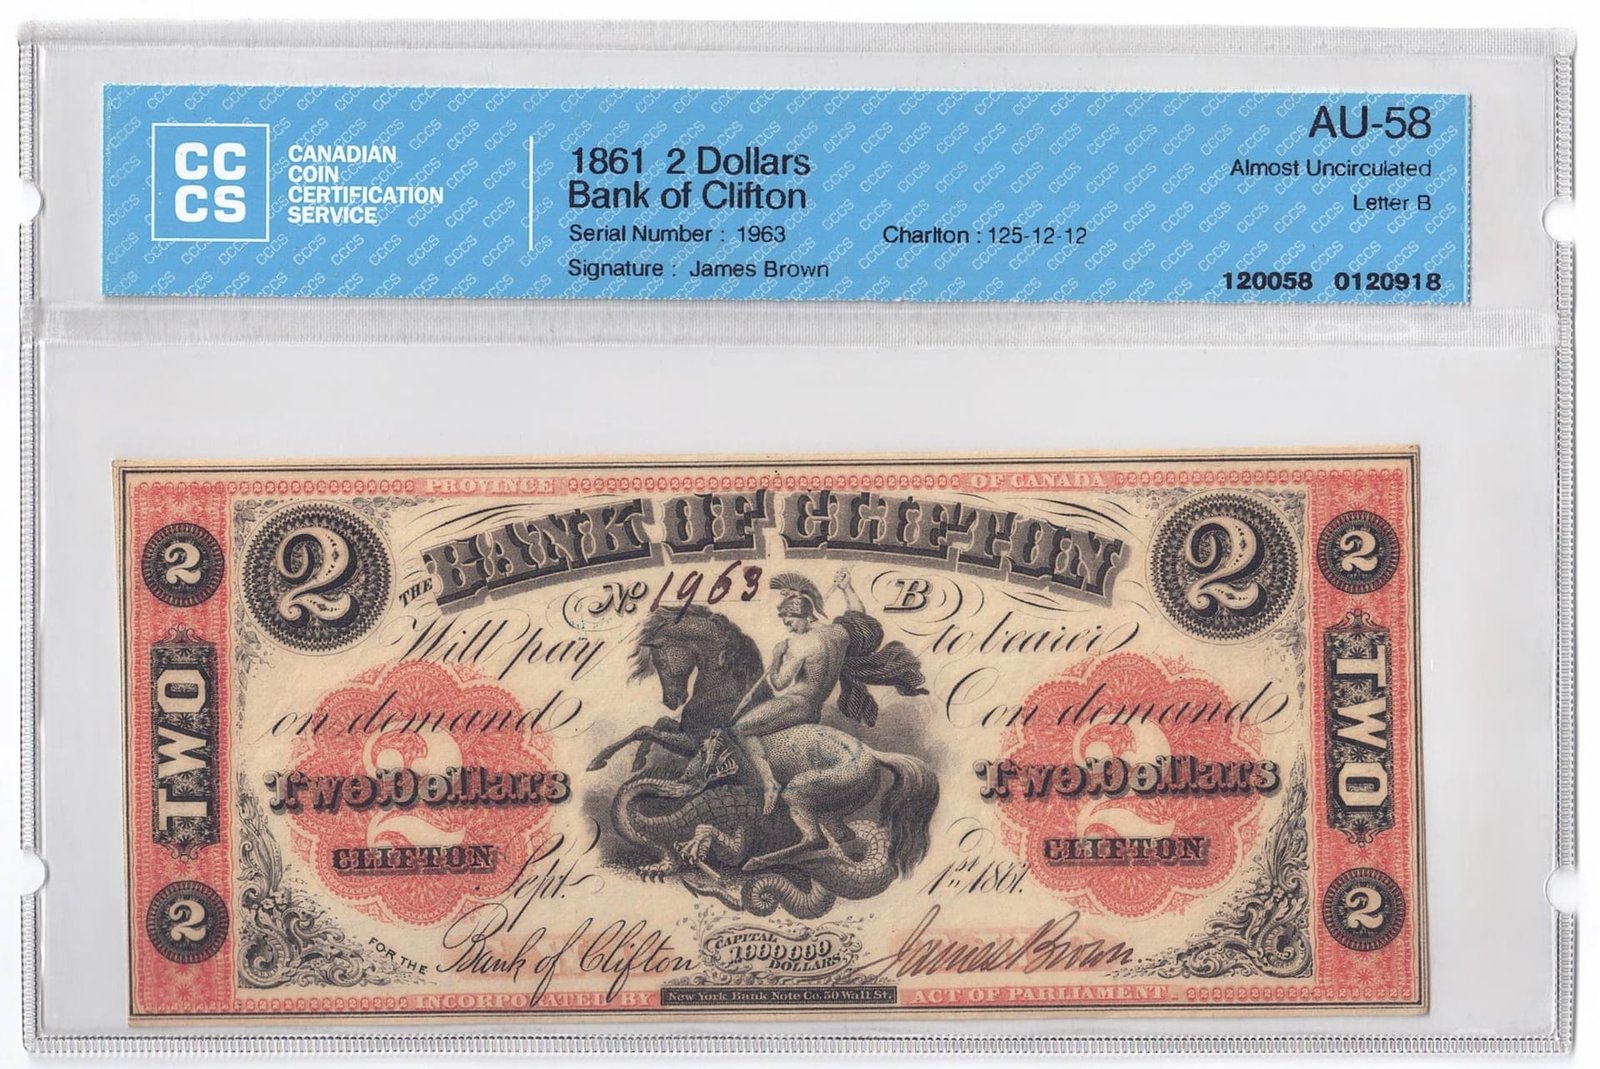 CC
CS
CANADIAN
COIN
CERTIFICATION
SERVICE
1861 2 Dollars
Bank of Clifton
Serial Number : 1963
Charlton : 125-12-12
Signature : James Brown
AU-58
Almost Uncirculated
Letter B
120058 0120918
PROVINCE OF CANADA
THE BANK OF CLIFTON
2
2
2
2
No 1963
B
Will pay to bearer
on demand
on demand
TWO
TWO
2
2
Two Dollars
Two Dollars
CLIFTON
CLIFTON
Sept. 1st 1861.
2
2
FOR THE Bank of Clifton
CAPITAL
1000000
DOLLARS
James Brown.
INCORPORATED BY ACT OF PARLIAMENT.
New York Bank Note Co. 50 Wall St.